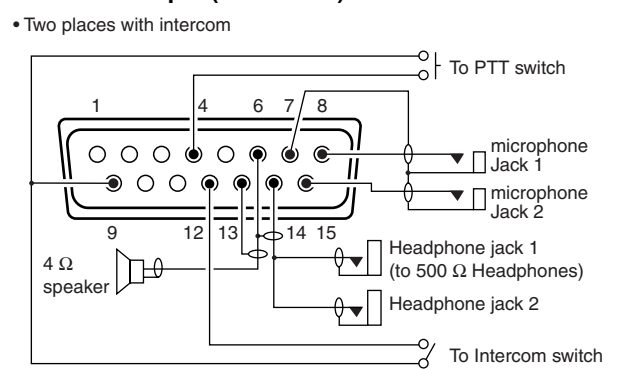 • Two places with intercom
To PTT switch
1 4 6 7 8
microphone
Jack 1
microphone
Jack 2
9 12 13 14 15
4 Ω
speaker
Headphone jack 1
(to 500 Ω Headphones)
Headphone jack 2
To Intercom switch